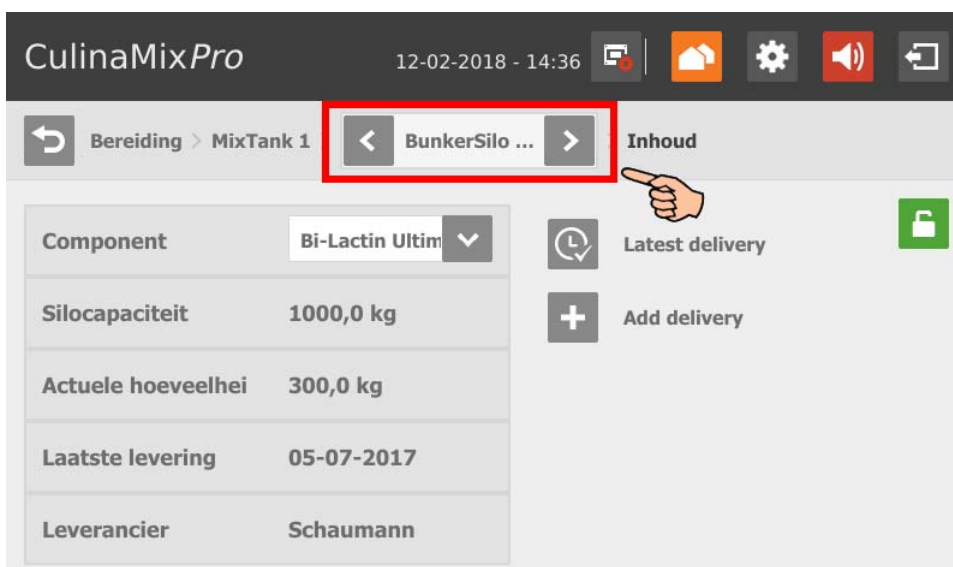 CulinaMixPro 12-02-2018 - 14:36
Bereiding > MixTank 1 < BunkerSilo ... > Inhoud
Component Bi-Lactin Ultim
Latest delivery
Silocapaciteit 1000,0 kg
Add delivery
Actuele hoeveelhei 300,0 kg
Laatste levering 05-07-2017
Leverancier Schaumann